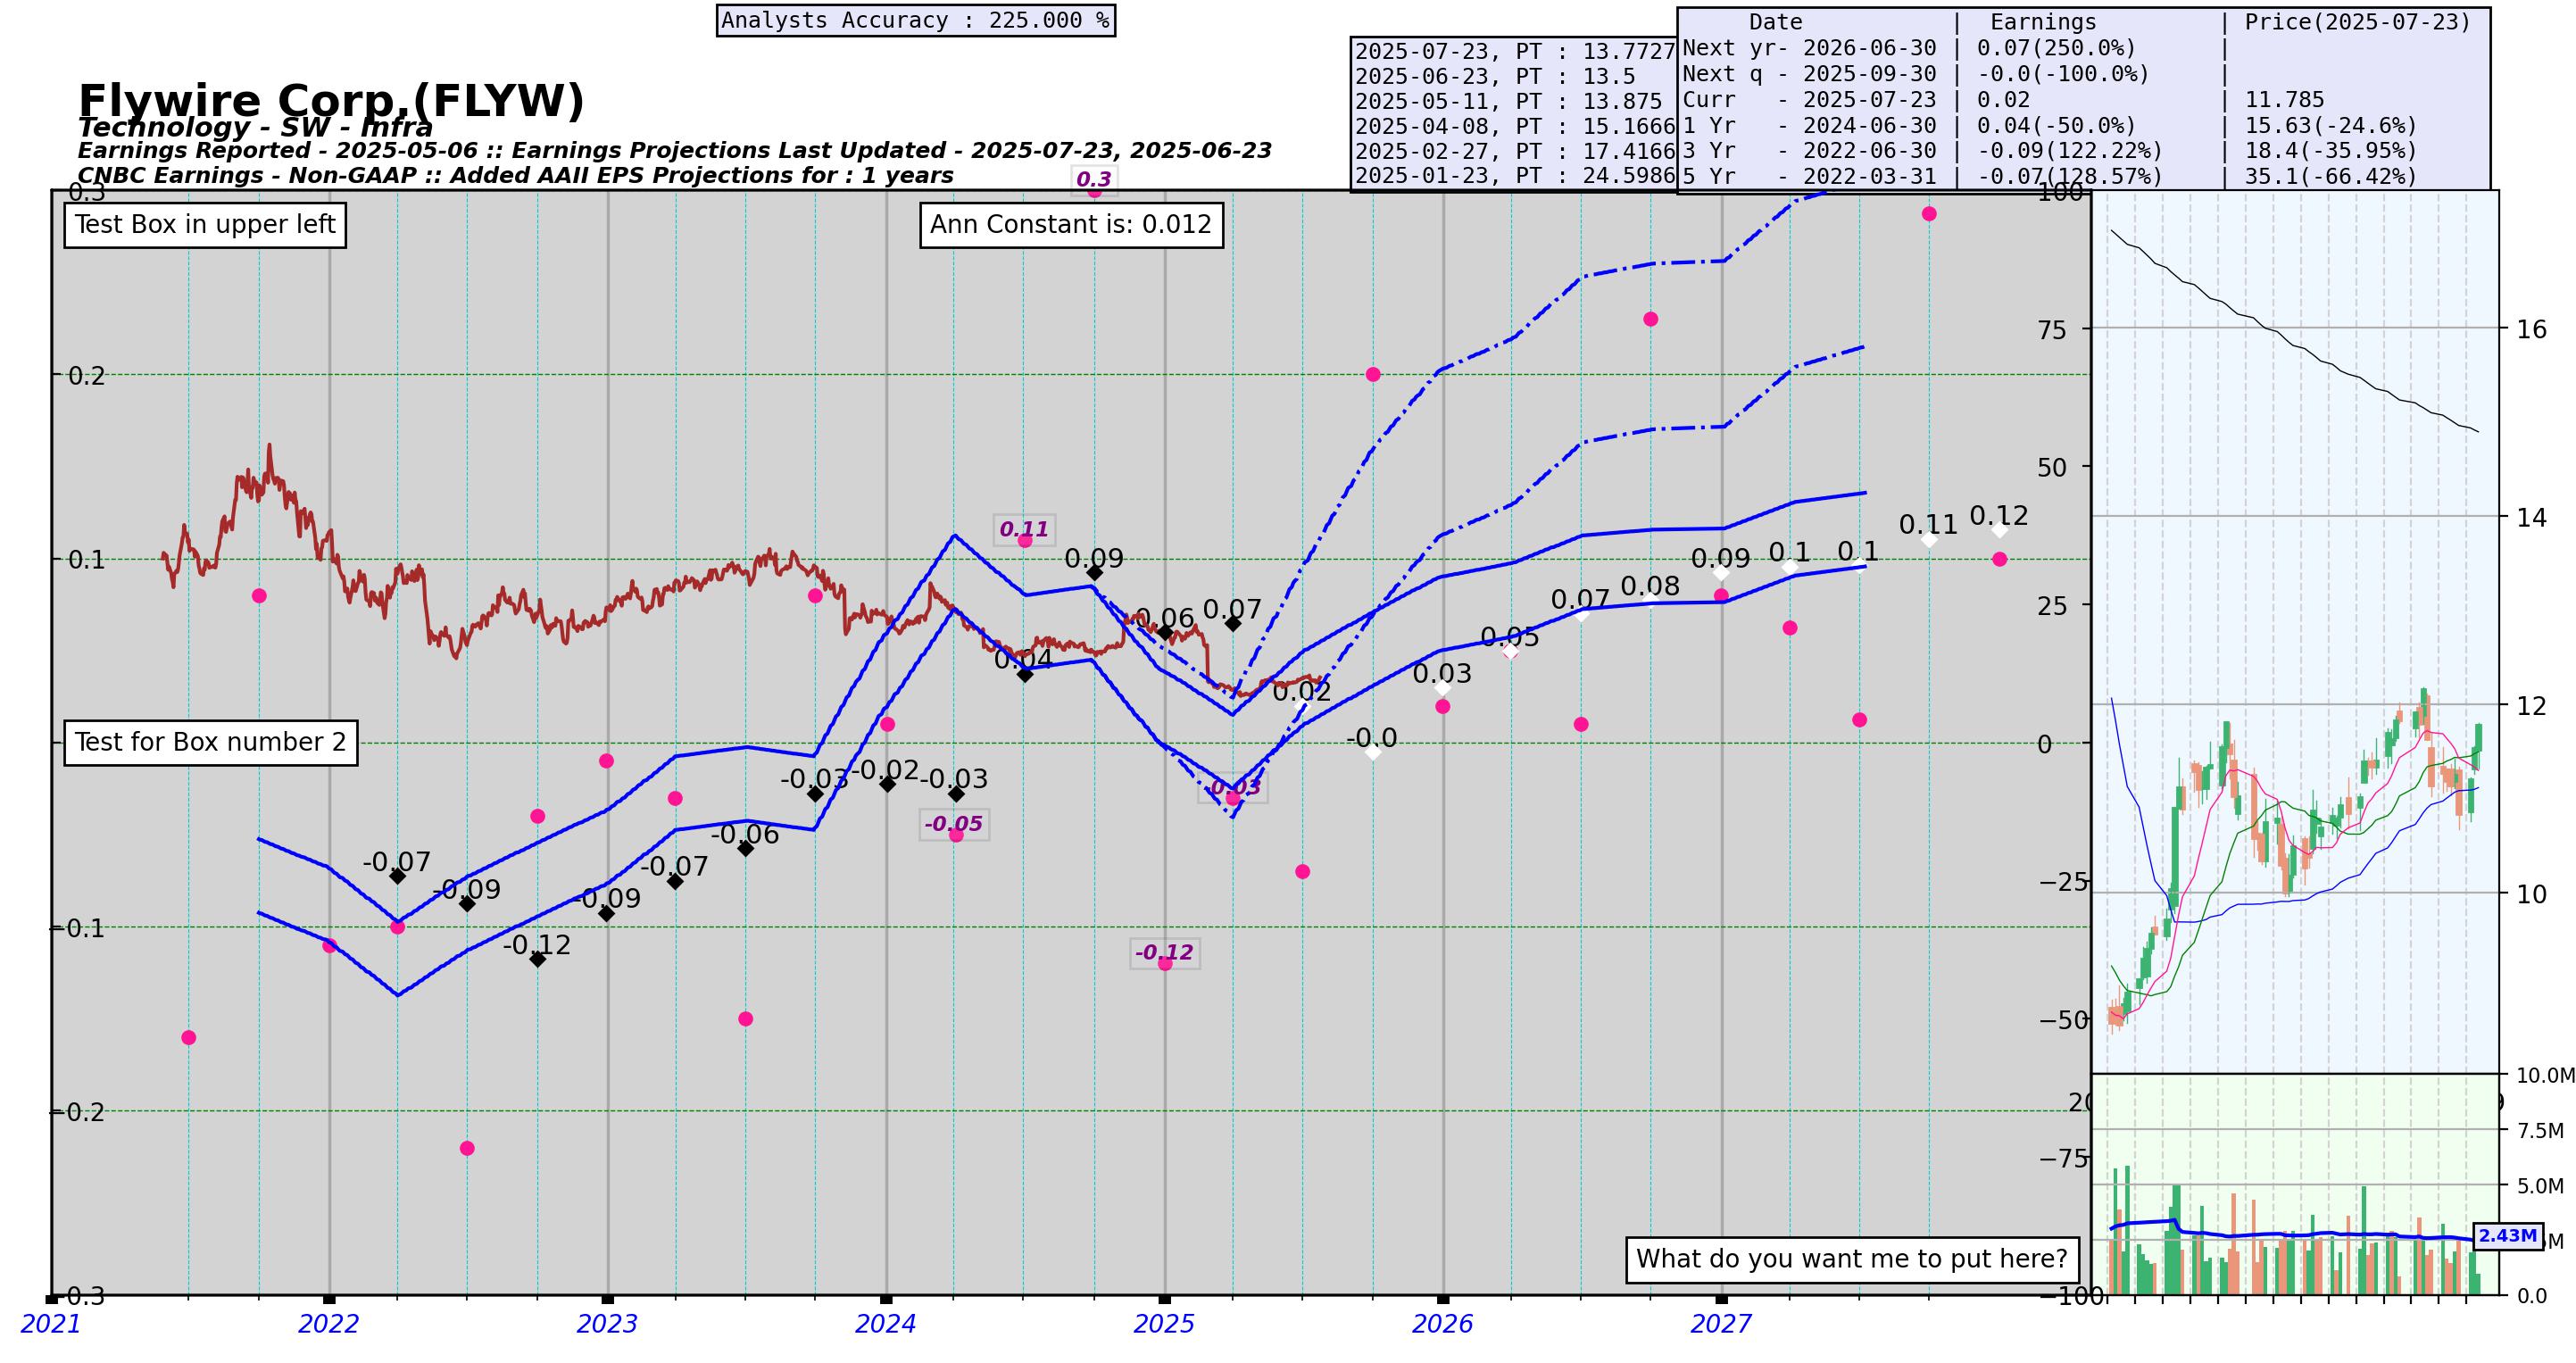 Analysts Accuracy : 225.000 %
Flywire Corp,(FLYW)
Technology - SW - Infra
Earnings Reported - 2025-05-06 :: Earnings Projections Last Updated - 2025-07-23, 2025-06-23
CNBC Earnings - Non-GAAP :: Added AAII EPS Projections for : 1 years
2025-07-23, PT : 13.7727
2025-06-23, PT : 13.5
2025-05-11, PT : 13.875
2025-04-08, PT : 15.1666
2025-02-27, PT : 17.4166
2025-01-23, PT : 24.5986
Date | Earnings | Price(2025-07-23)
Next yr- 2026-06-30 | 0.07(250.0%) |
Next q - 2025-09-30 | -0.0(-100.0%) |
Curr - 2025-07-23 | 0.02 | 11.785
1 Yr - 2024-06-30 | 0.04(-50.0%) | 15.63(-24.6%)
3 Yr - 2022-06-30 | -0.09(122.22%) | 18.4(-35.95%)
5 Yr - 2022-03-31 | -0.07(128.57%) | 35.1(-66.42%)
Test Box in upper left
Ann Constant is: 0.012
Test for Box number 2
What do you want me to put here?
0.3
0.2
0.1
−0.1
−0.2
−0.3
-0.07
-0.09
-0.12
-0.09
-0.07
-0.06
-0.03
-0.02
-0.03
0.04
0.09
0.06
0.07
0.02
-0.0
0.03
0.05
0.07
0.08
0.09
0.1
0.1
0.11
0.12
-0.05
0.11
0.3
-0.12
-0.03
2021
2022
2023
2024
2025
2026
2027
100
75
50
25
0
−25
−50
−75
−100
16
14
12
10
10.0M
7.5M
5.0M
2.43M
0.0